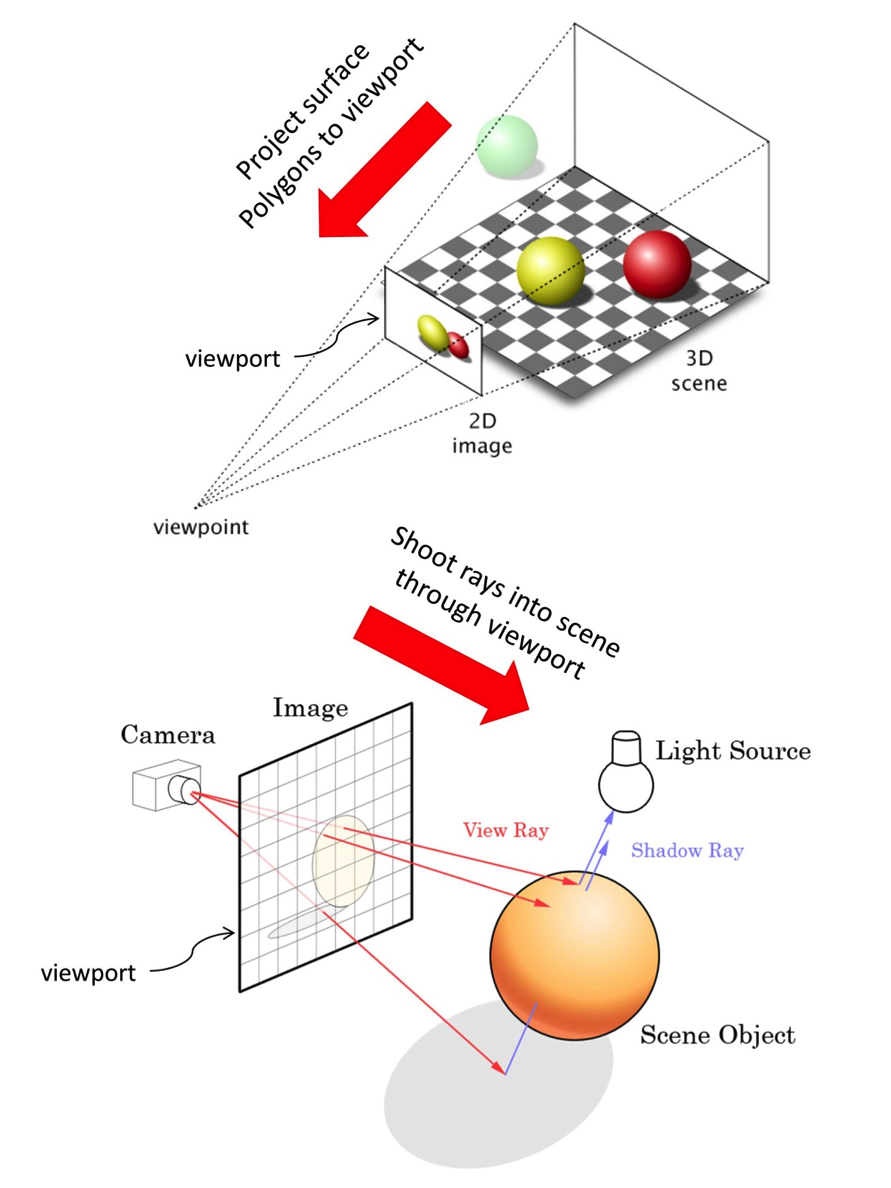 Project surface
Polygons to viewport
viewport
3D
scene
2D
image
viewpoint
Shoot rays into scene
through viewport
Image
Camera
Light Source
View Ray
Shadow Ray
viewport
Scene Object